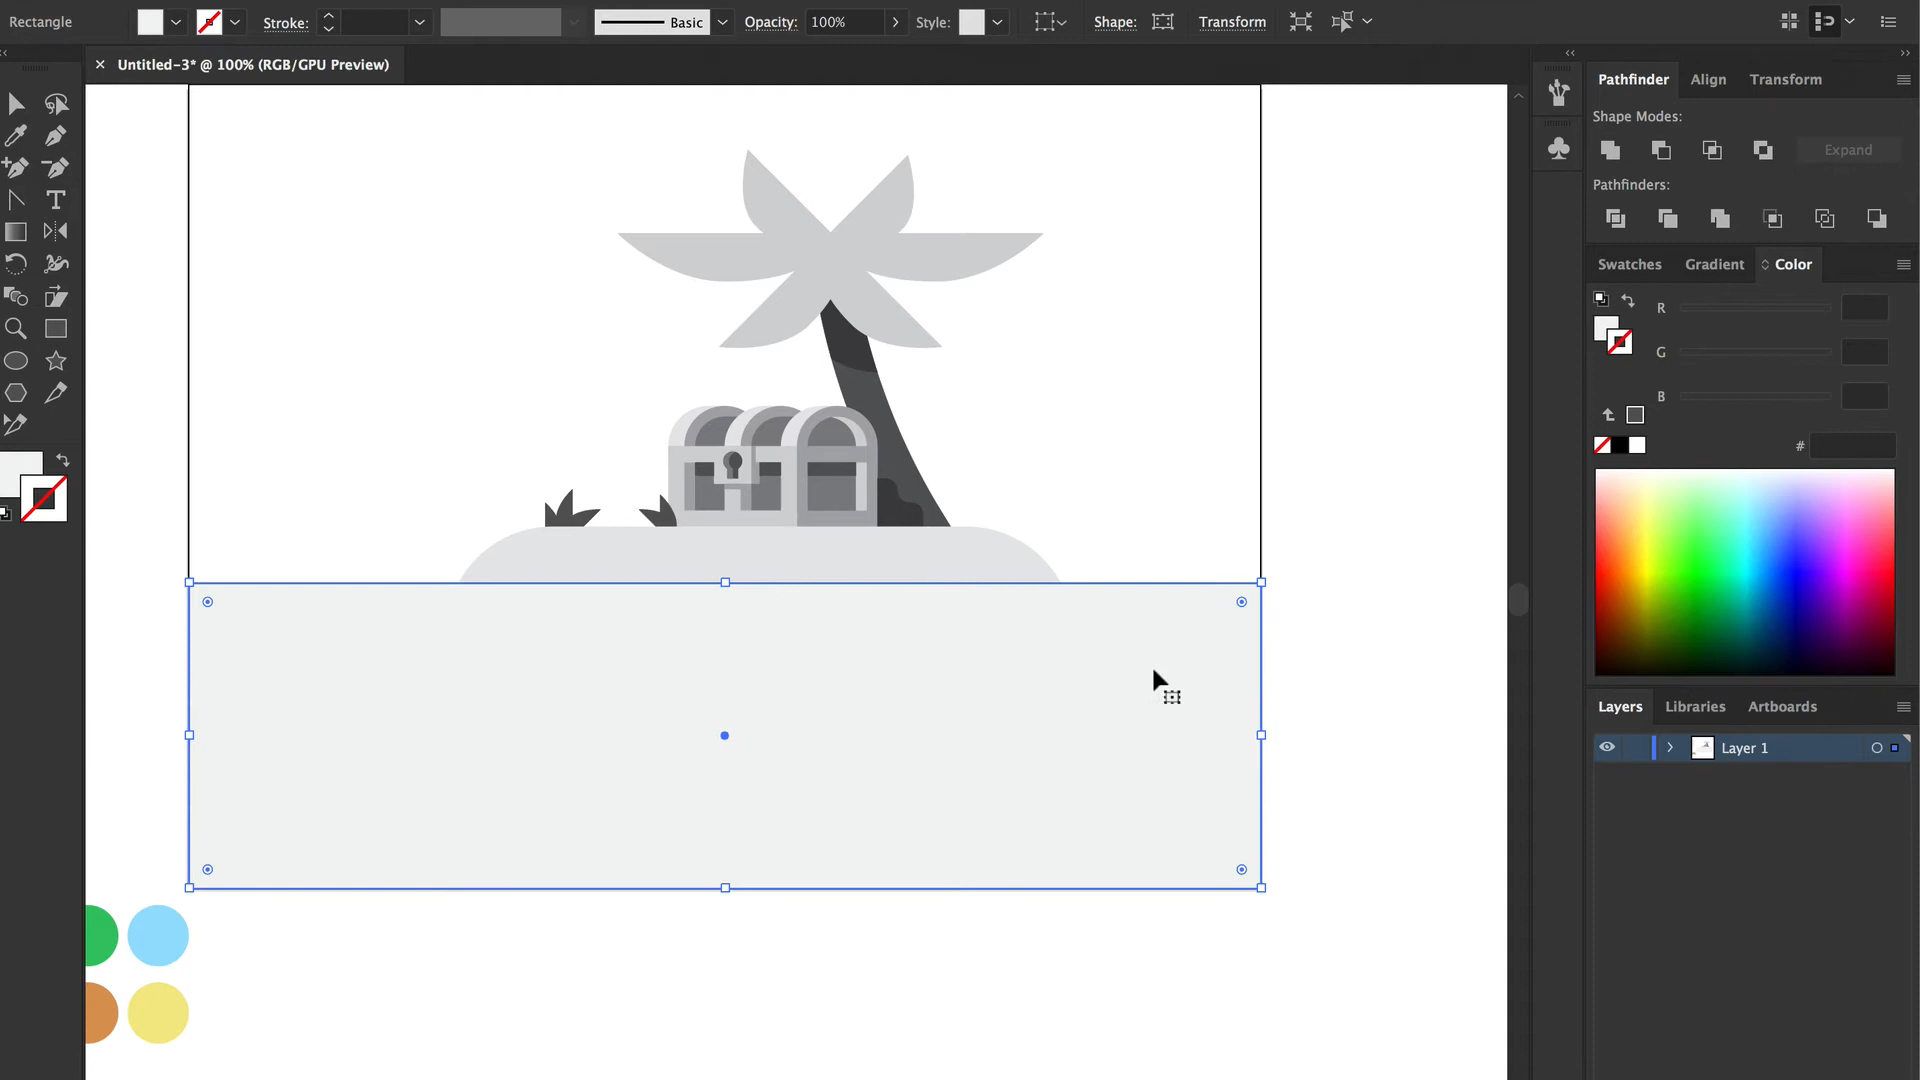 Rectangle
Stroke:
Basic
Opacity: 100%
Style:
Shape:
Transform
Untitled-3* @ 100% (RGB/GPU Preview)
Pathfinder Align Transform
Shape Modes:
Expand
Pathfinders:
Swatches Gradient Color
R
G
B
#
Layers Libraries Artboards
Layer 1